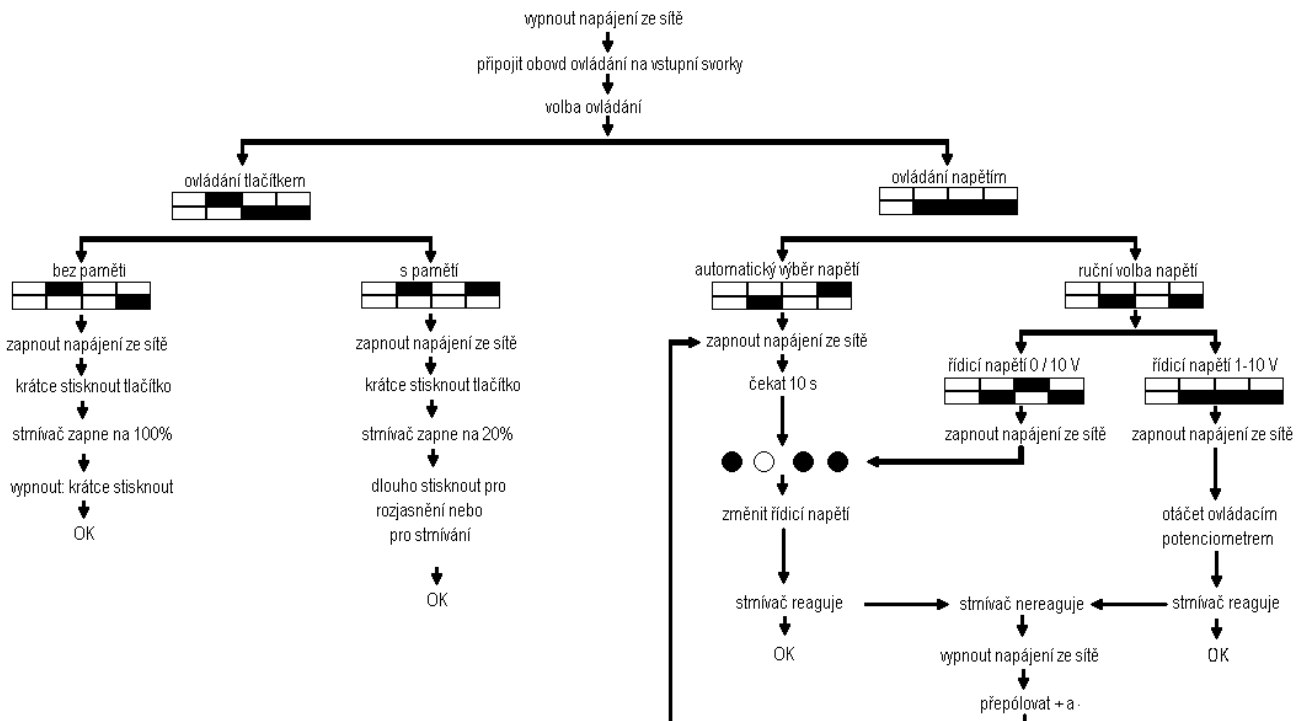 vypnout napájení ze sítě
připojit obovd ovládání na vstupní svorky
volba ovládání
ovládání tlačítkem
ovládání napětím
bez paměti
s pamětí
automatický výběr napětí
ruční volba napětí
zapnout napájení ze sítě
krátce stisknout tlačítko
strnívač zapne na 100%
vypnout: krátce stisknout
OK
zapnout napájení ze sítě
krátce stisknout tlačítko
strnívač zapne na 20%
dlouho stisknout pro
rozjasnění nebo
pro strnívání
OK
zapnout napájení ze sítě
čekat 10 s
změnit řídicí napětí
strnívač reaguje
OK
řídicí napětí 0 / 10 V
zapnout napájení ze sítě
řídicí napětí 1-10 V
zapnout napájení ze sítě
otáčet ovládacím
potenciometrem
strnívač reaguje
OK
strnívač nereaguje
vypnout napájení ze sítě
přepólovat + a -